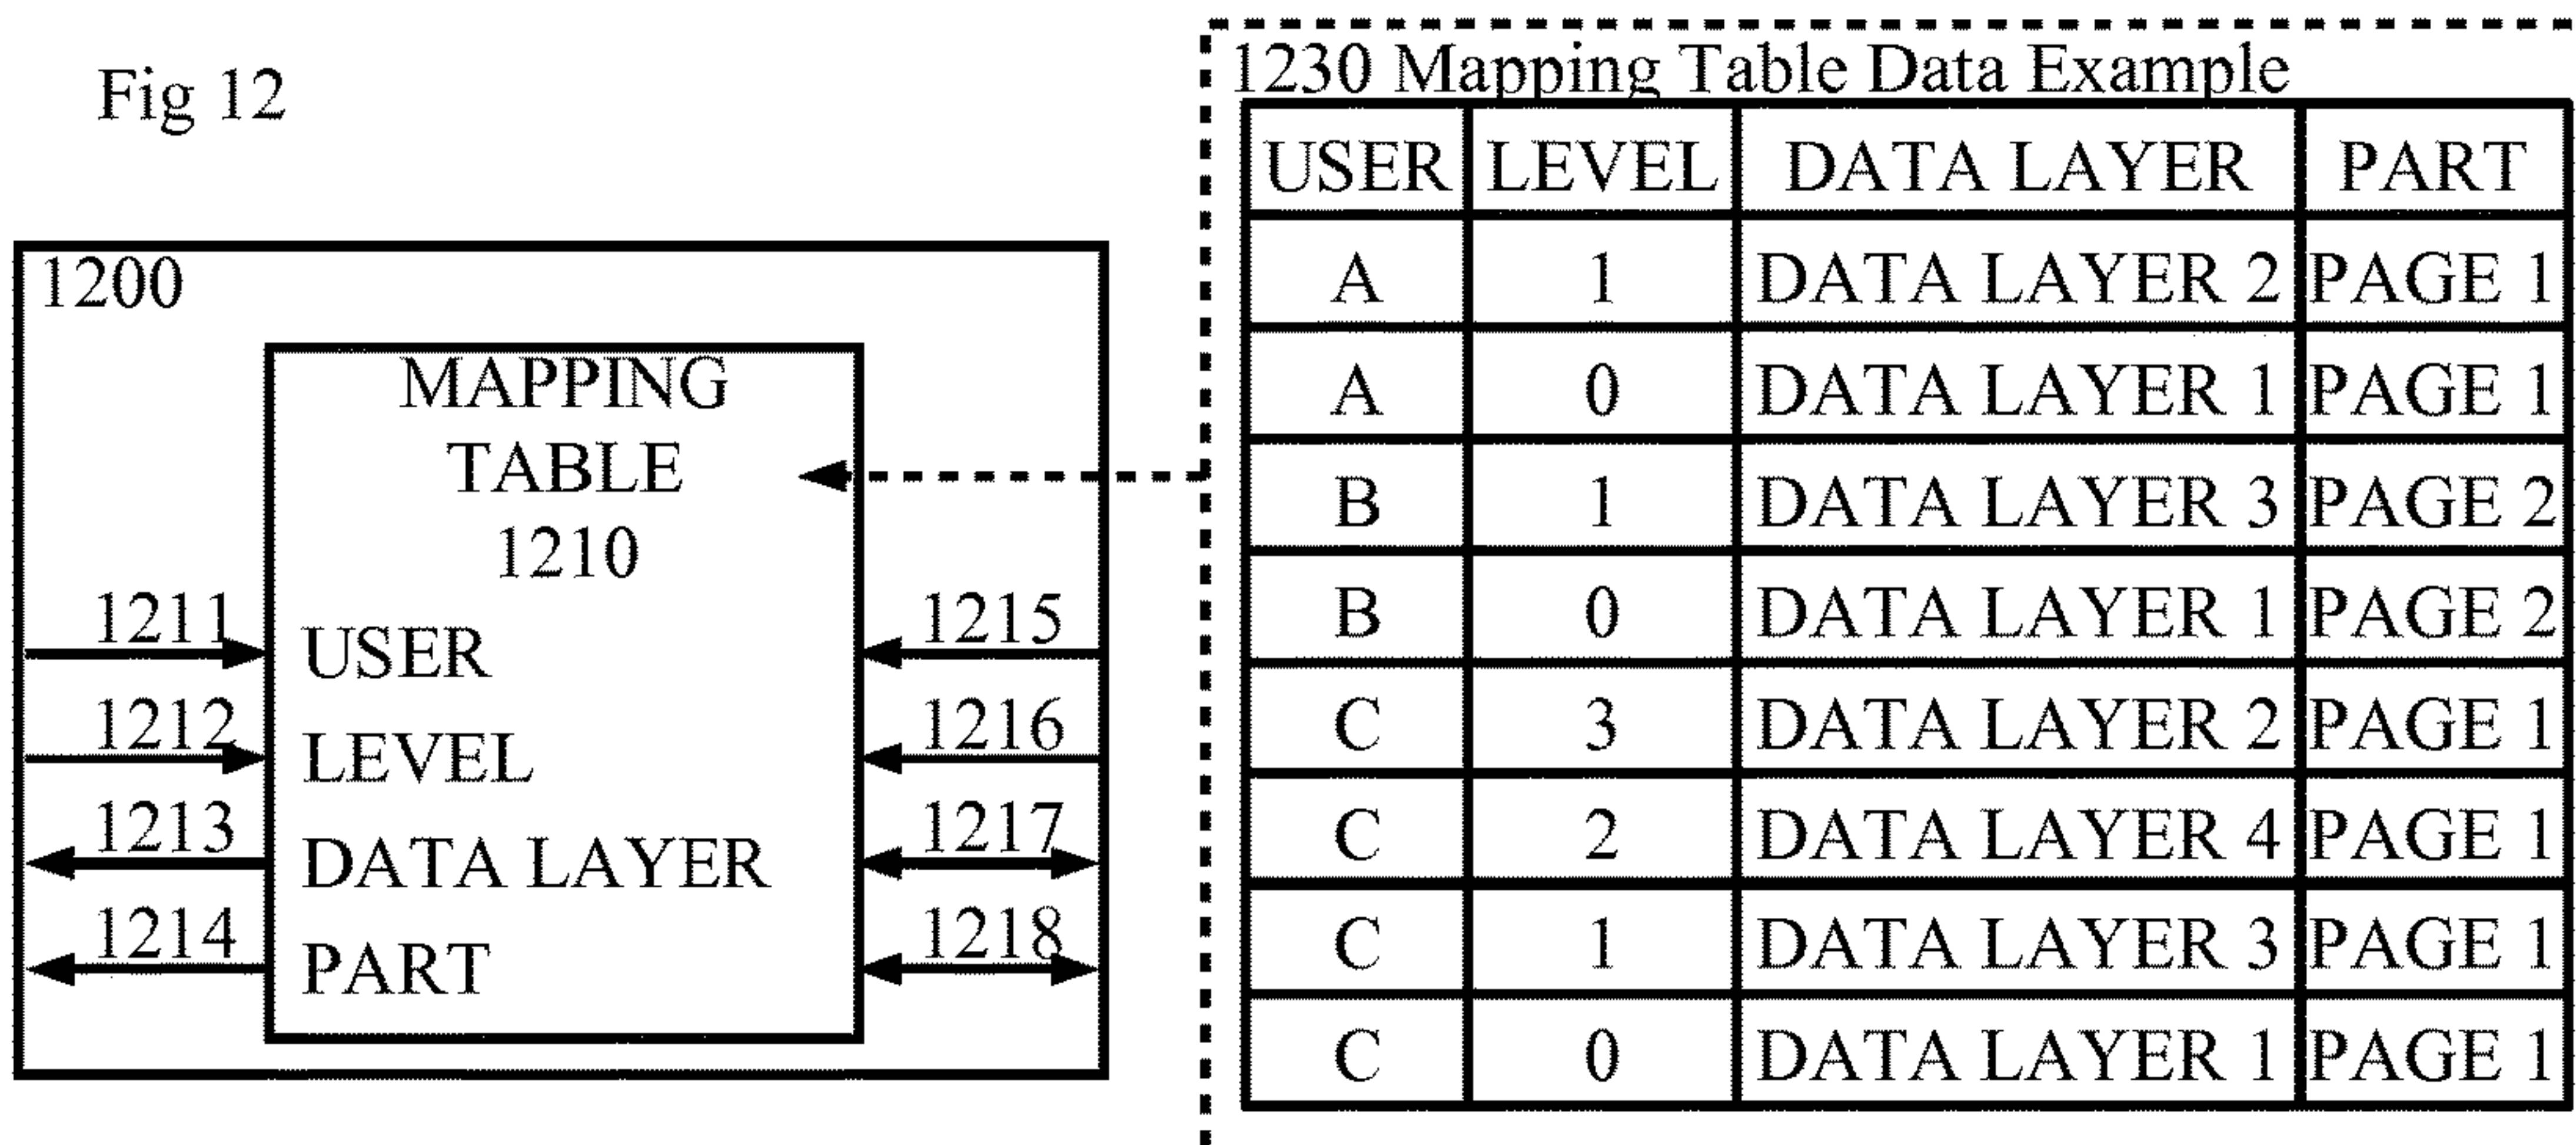 Fig 12
1200
MAPPING
TABLE
1210
1211
USER
1215
1212
LEVEL
1216
1213
DATA LAYER
1217
1214
PART
1218
1230 Mapping Table Data Example
USER LEVEL DATA LAYER PART
A 1 DATA LAYER 2 PAGE 1
A 0 DATA LAYER 1 PAGE 1
B 1 DATA LAYER 3 PAGE 2
B 0 DATA LAYER 1 PAGE 2
C 3 DATA LAYER 2 PAGE 1
C 2 DATA LAYER 4 PAGE 1
C 1 DATA LAYER 3 PAGE 1
C 0 DATA LAYER 1 PAGE 1